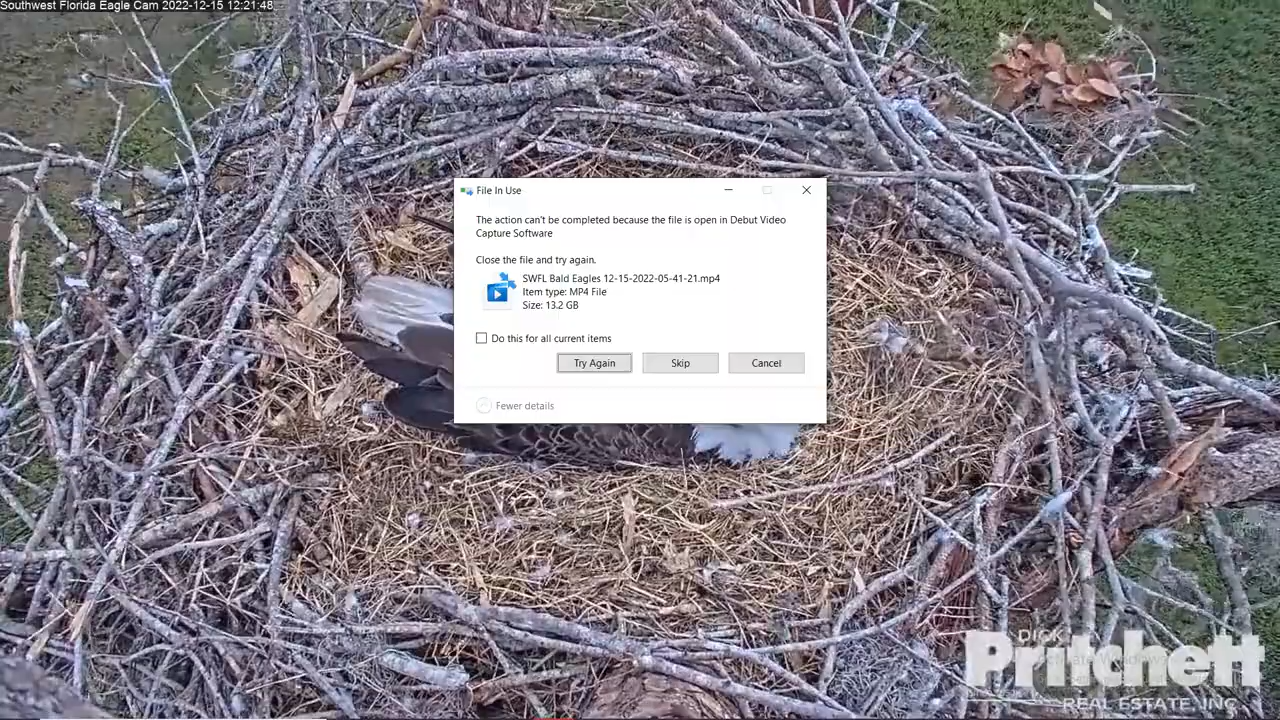 Southwest Florida Eagle Cam 2022-12-15 12:21:48
File In Use
The action can't be completed because the file is open in Debut Video
Capture Software
Close the file and try again.
SWFL Bald Eagles 12-15-2022-05-41-21.mp4
Item type: MP4 File
Size: 13.2 GB
Do this for all current items
Try Again
Skip
Cancel
Fewer details
DICK
Pritchett
REAL ESTATE, INC.